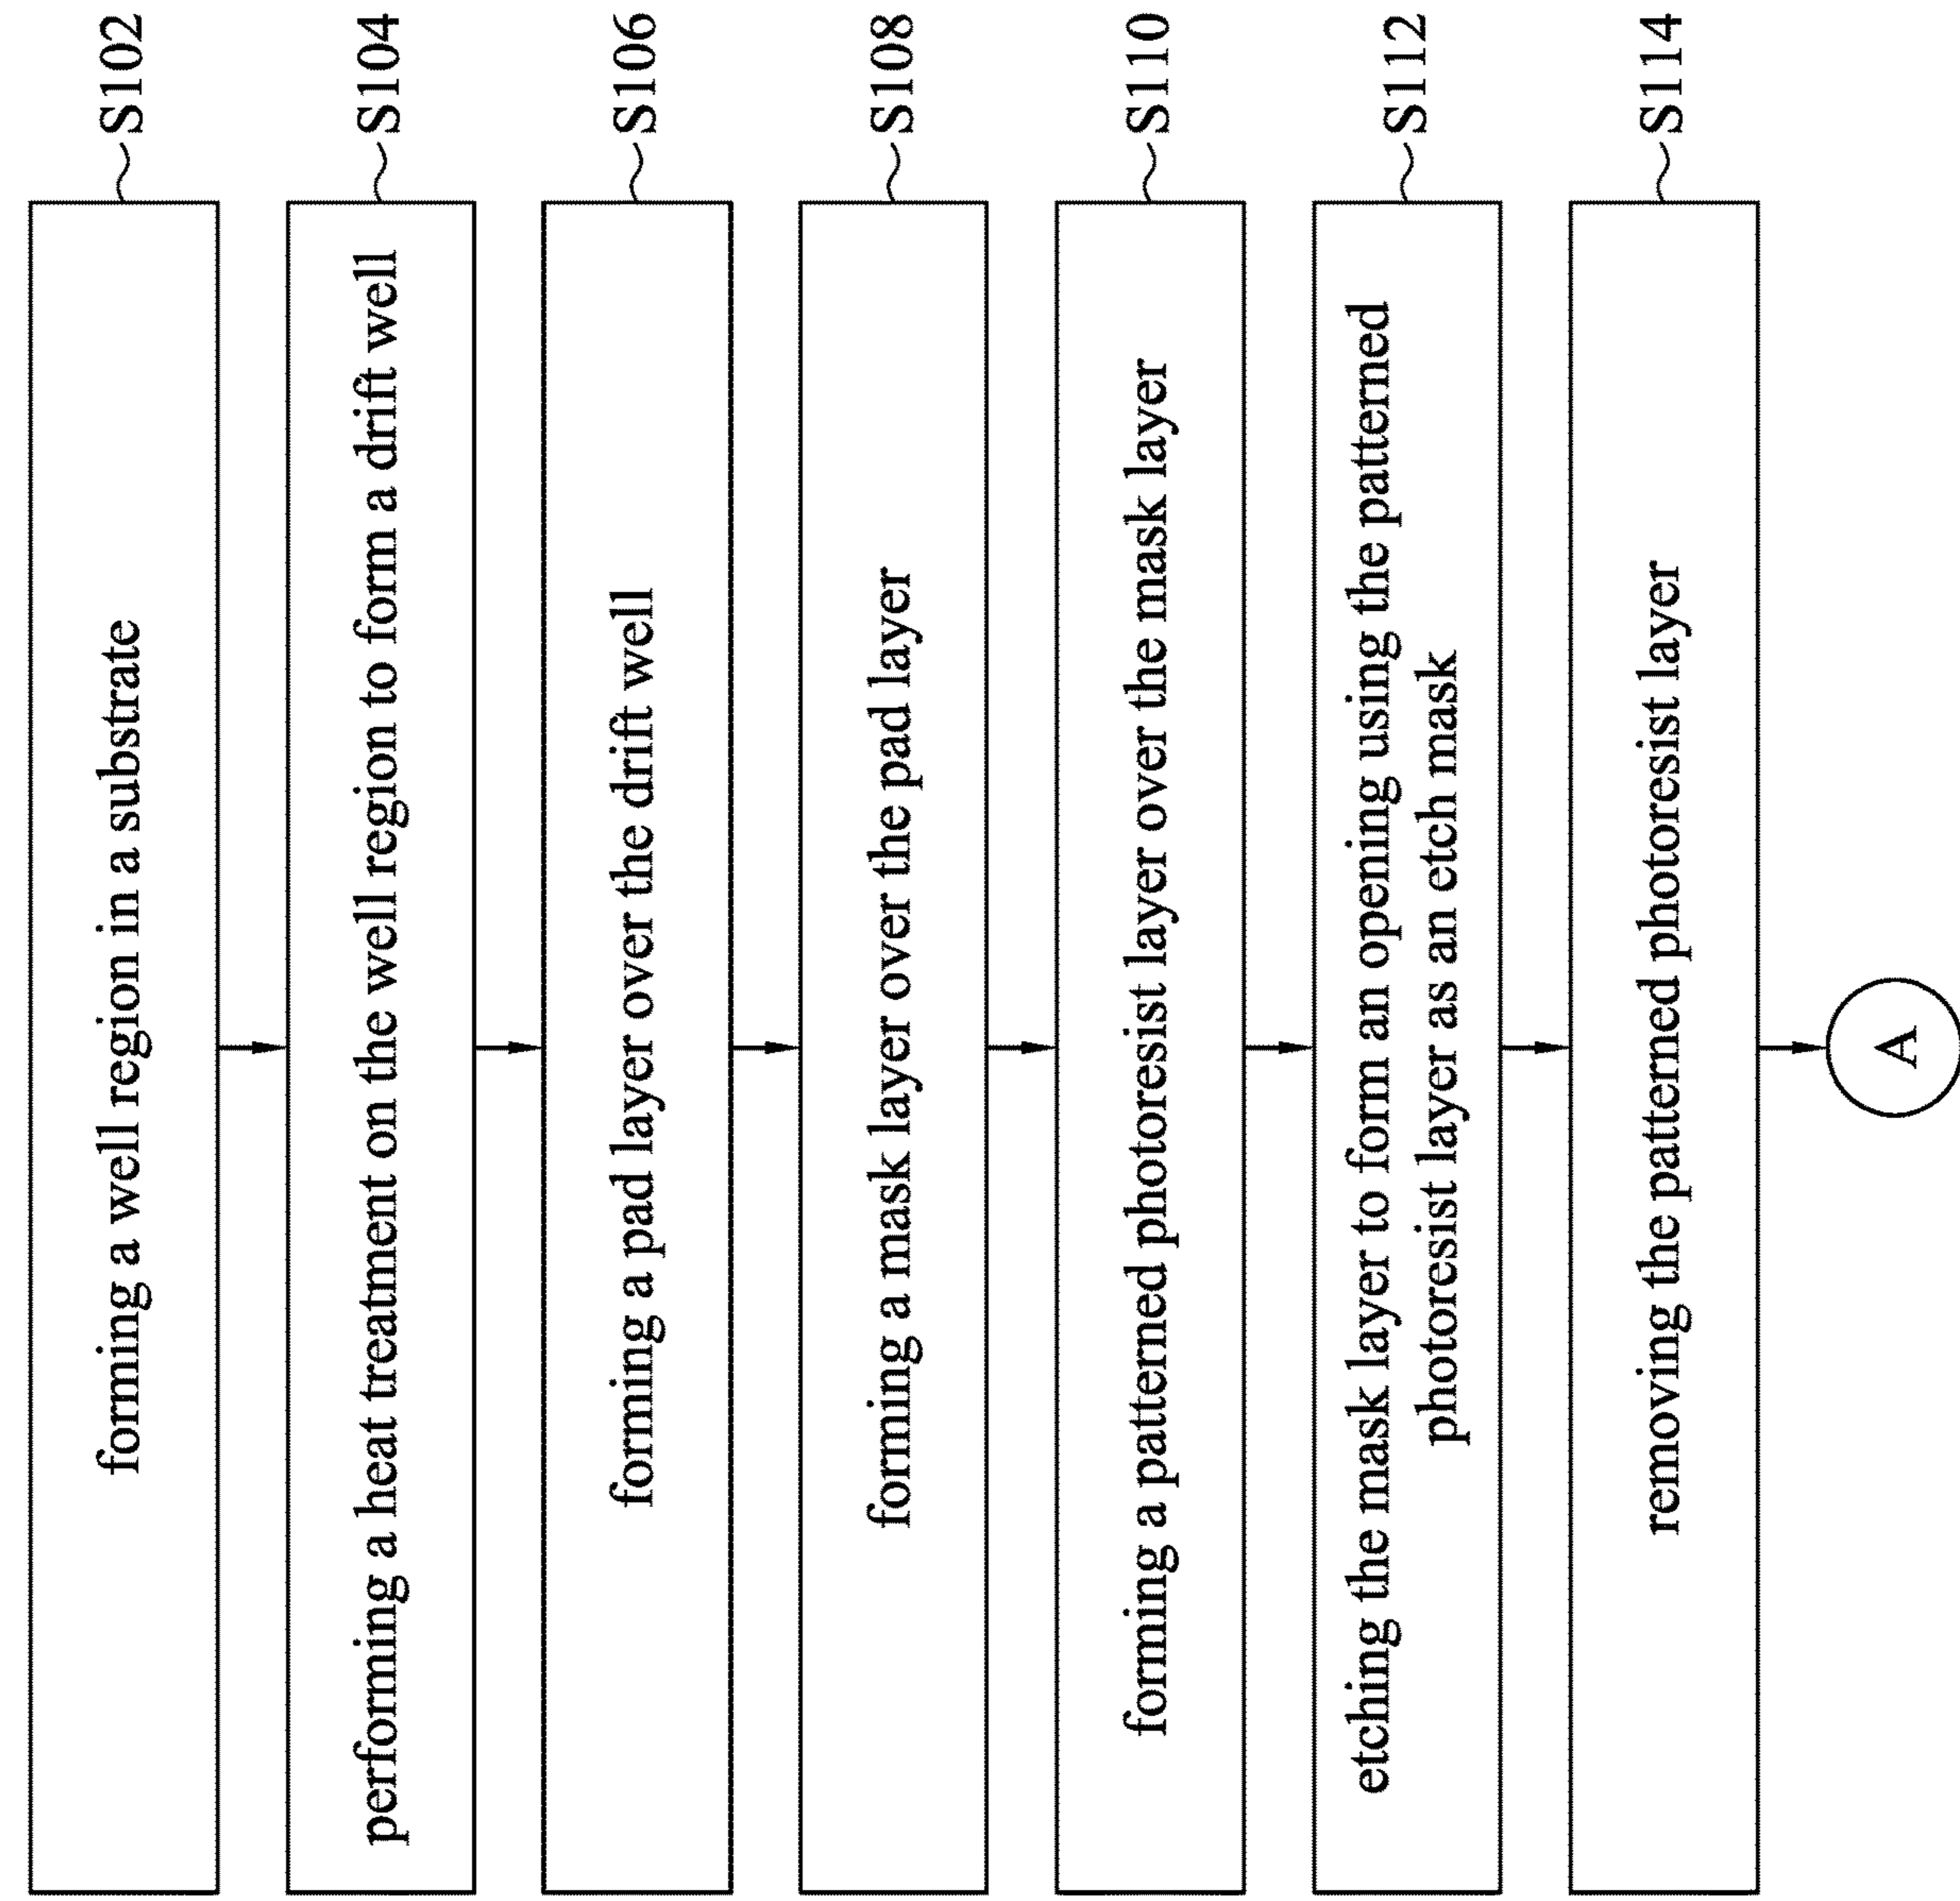 forming a well region in a substrate
S102
performing a heat treatment on the well region to form a drift well
S104
forming a pad layer over the drift well
S106
forming a mask layer over the pad layer
S108
forming a patterned photoresist layer over the mask layer
S110
etching the mask layer to form an opening using the patterned
photoresist layer as an etch mask
S112
removing the patterned photoresist layer
S114
A